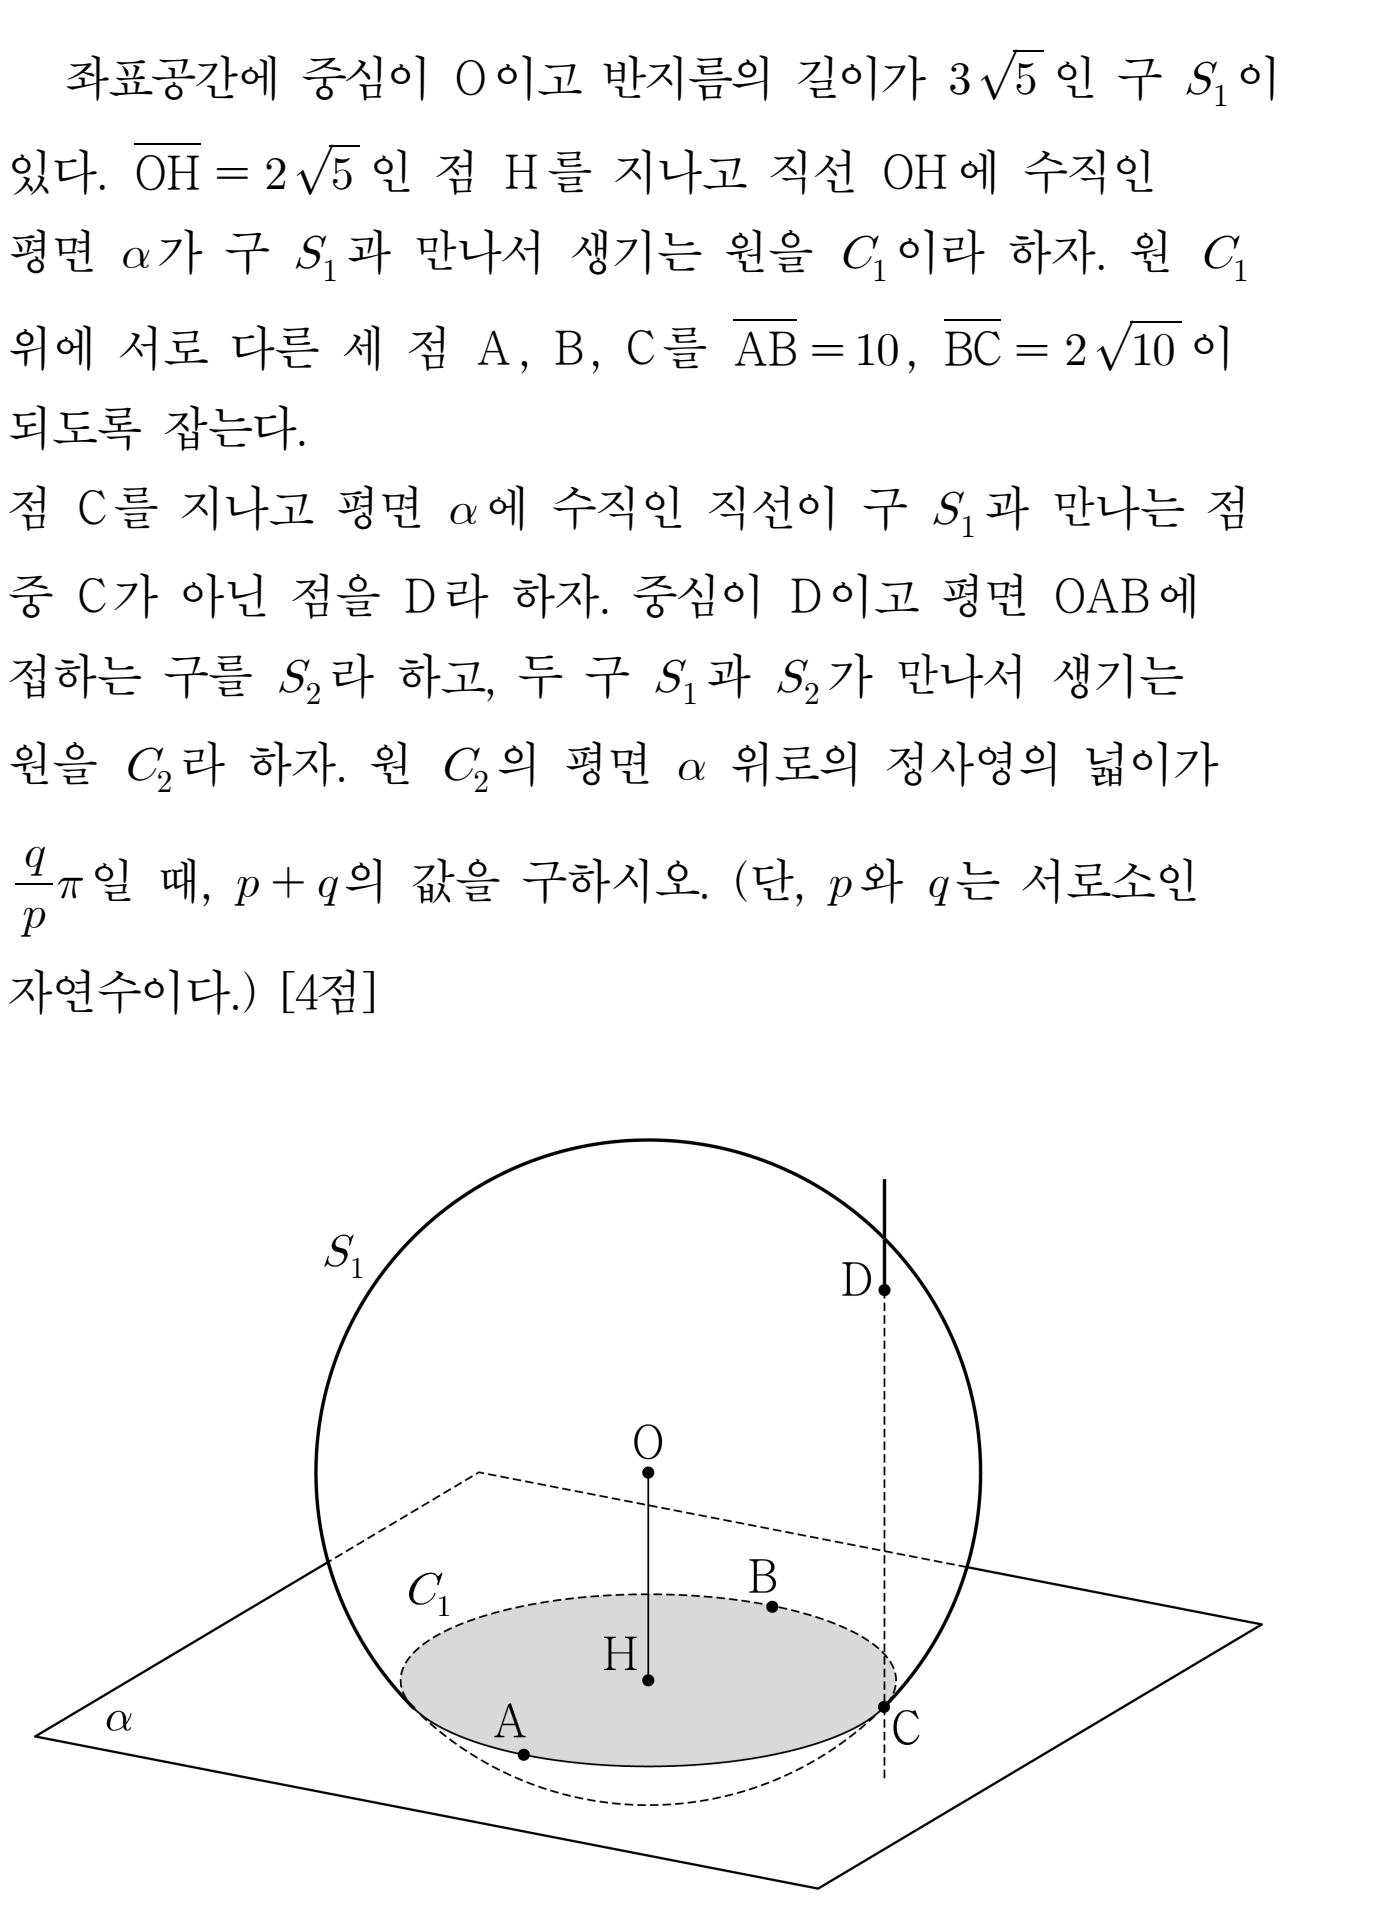 좌표공간에 중심이 O이고 반지름의 길이가 3√5 인 구 S₁이
있다. O̅H̅ = 2√5 인 점 H를 지나고 직선 OH에 수직인
평면 α가 구 S₁과 만나서 생기는 원을 C₁이라 하자. 원 C₁
위에 서로 다른 세 점 A, B, C를 A̅B̅ = 10, B̅C̅ = 2√10 이
되도록 잡는다.
점 C를 지나고 평면 α에 수직인 직선이 구 S₁과 만나는 점
중 C가 아닌 점을 D라 하자. 중심이 D이고 평면 OAB에
접하는 구를 S₂라 하고, 두 구 S₁과 S₂가 만나서 생기는
원을 C₂라 하자. 원 C₂의 평면 α 위로의 정사영의 넓이가
q/p π일 때, p + q의 값을 구하시오. (단, p와 q는 서로소인
자연수이다.) [4점]
S₁
D
O
B
C₁
H
A
α
C